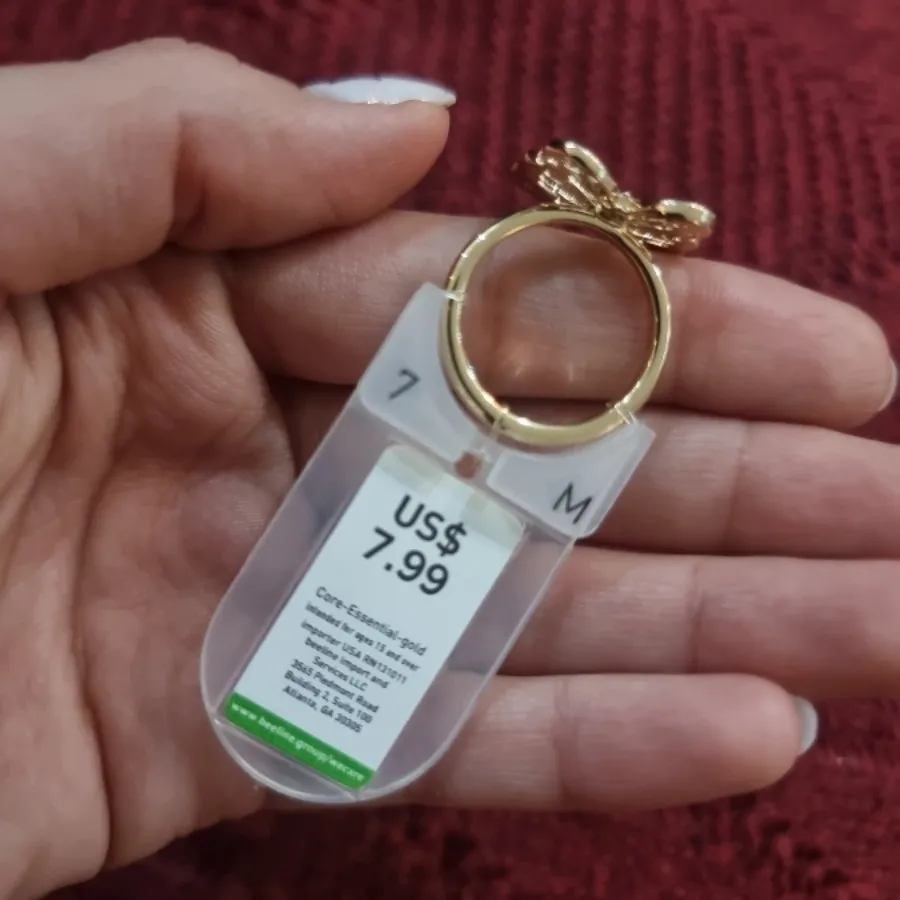 7
M
US$
7.99
Core-Essential-gold
intended for ages 15 and over
importer USA RN131011
beeline import and
Services LLC
3565 Piedmont Road
Building 2, Suite 100
Atlanta, GA 30305
www.beeline.group/wecare